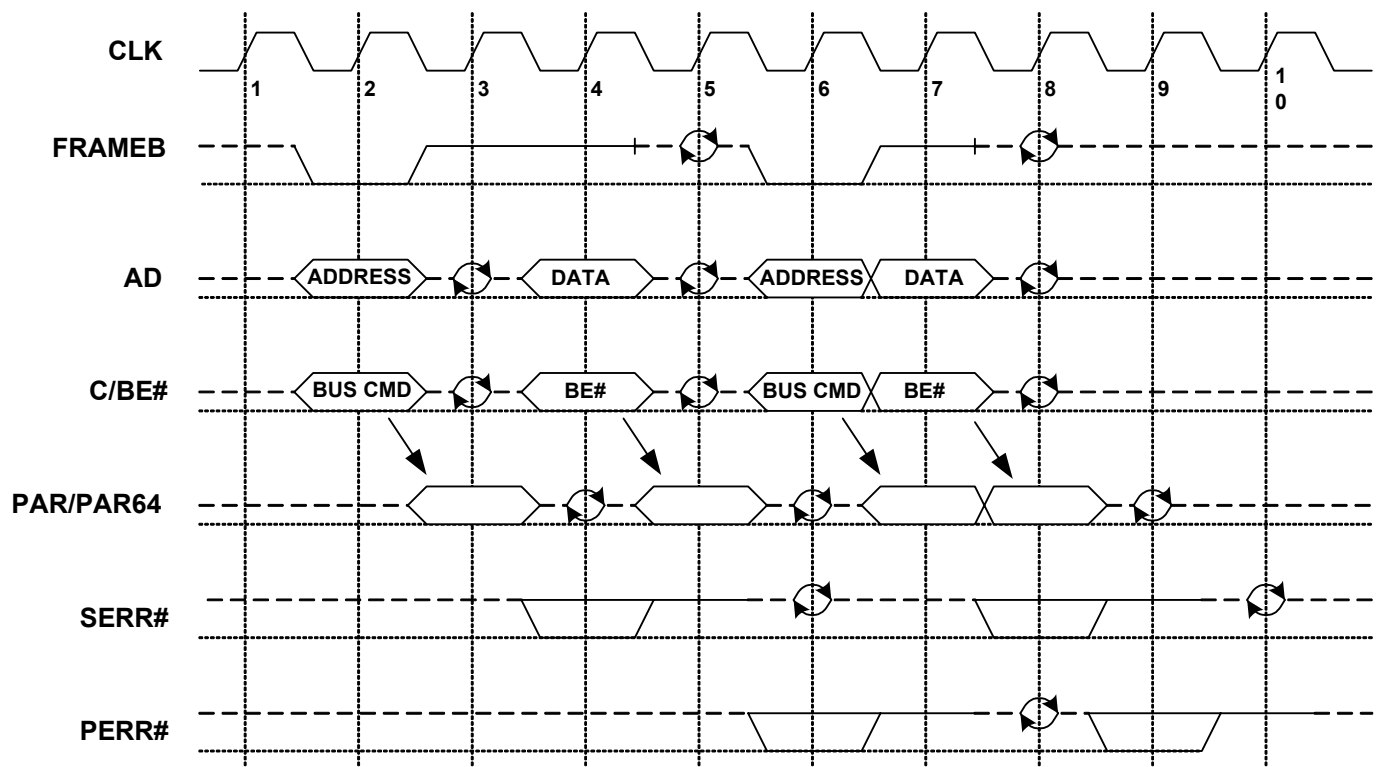 CLK
1 2 3 4 5 6 7 8 9 1
0
FRAMEB
AD ADDRESS DATA ADDRESS DATA
C/BE# BUS CMD BE# BUS CMD BE#
PAR/PAR64
SERR#
PERR#